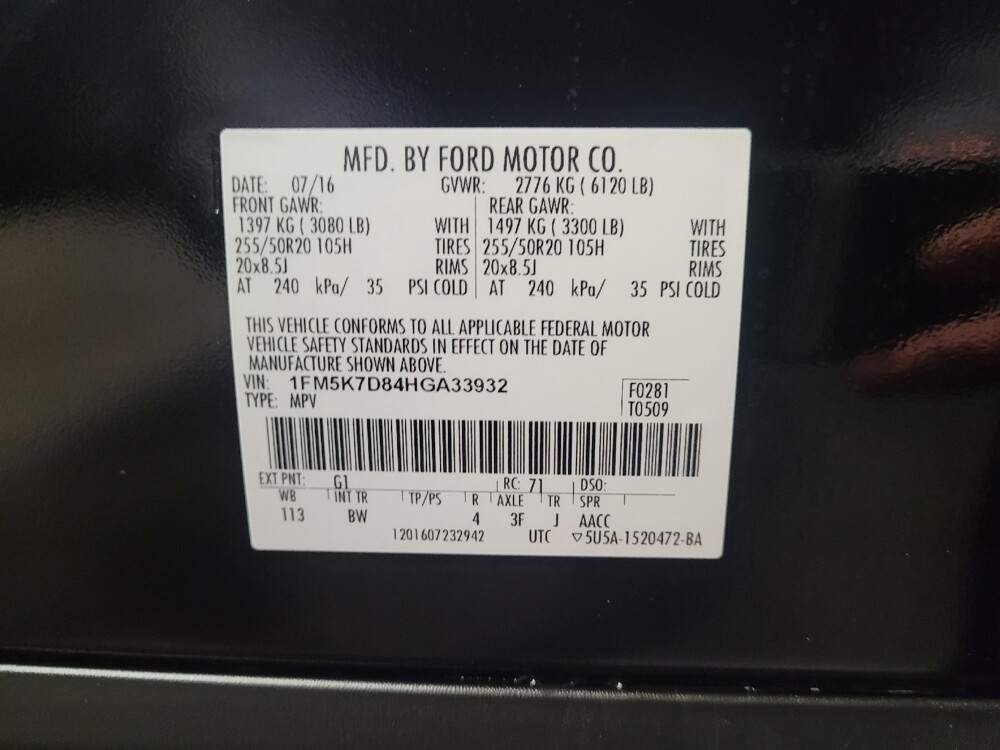 MFD. BY FORD MOTOR CO.
DATE: 07/16 GVWR: 2776 KG ( 6120 LB)
FRONT GAWR: REAR GAWR:
1397 KG ( 3080 LB) WITH 1497 KG ( 3300 LB) WITH
255/50R20 105H TIRES 255/50R20 105H TIRES
20x8.5J RIMS 20x8.5J RIMS
AT 240 kPa/ 35 PSI COLD AT 240 kPa/ 35 PSI COLD
THIS VEHICLE CONFORMS TO ALL APPLICABLE FEDERAL MOTOR
VEHICLE SAFETY STANDARDS IN EFFECT ON THE DATE OF
MANUFACTURE SHOWN ABOVE.
VIN: 1FM5K7D84HGA33932 F0281
TYPE: MPV T0509
EXT PNT: G1 RC: 71 DSO:
WB INT TR TP/PS R AXLE TR SPR
113 BW 4 3F J AACC
1201607232942 UTC ▽5U5A-1520472-BA